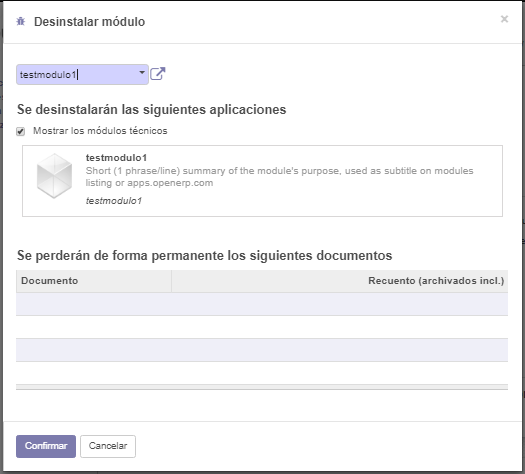 Desinstalar módulo
testmodulo1
Se desinstalarán las siguientes aplicaciones
Mostrar los módulos técnicos
testmodulo1
Short (1 phrase/line) summary of the module's purpose, used as subtitle on modules
listing or apps.openerp.com
testmodulo1
Se perderán de forma permanente los siguientes documentos
Documento Recuento (archivados incl.)
Confirmar Cancelar